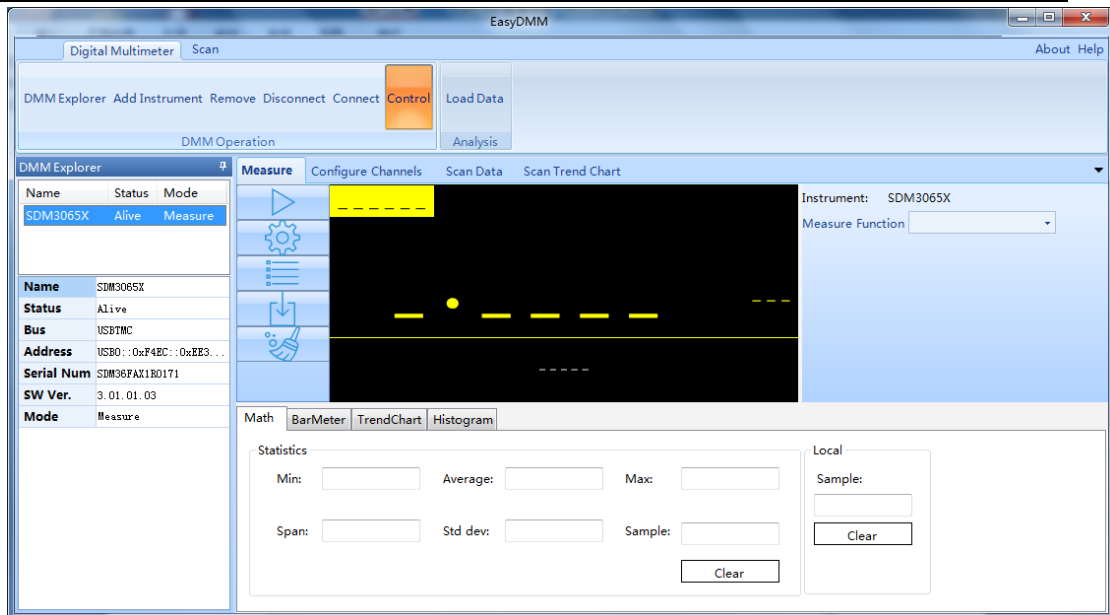 EasyDMM
Digital Multimeter Scan About Help
DMM Explorer Add Instrument Remove Disconnect Connect Control Load Data
DMM Operation Analysis
DMM Explorer
Name Status Mode
SDM3065X Alive Measure
Name SDM3065X
Status Alive
Bus USBTMC
Address USB0::0xF4EC::0xEE3...
Serial Num SDM36FAX1R0171
SW Ver. 3.01.01.03
Mode Measure
Measure Configure Channels Scan Data Scan Trend Chart
_ _ _ _ _ _
_ . _ _ _ _ - - -
- - - - -
Instrument: SDM3065X
Measure Function
Math BarMeter TrendChart Histogram
Statistics
Min: Average: Max:
Span: Std dev: Sample:
Clear
Local
Sample:
Clear